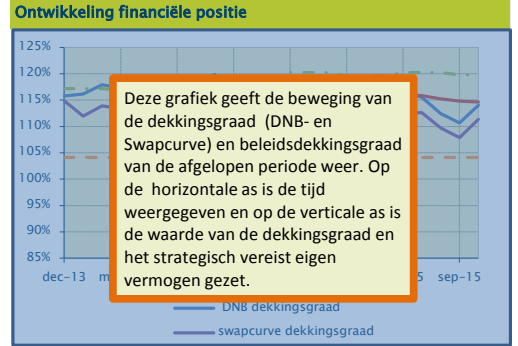 Ontwikkeling financiële positie
125%
120%
115%
110%
105%
100%
95%
90%
85%
Deze grafiek geeft de beweging van
de dekkingsgraad (DNB- en
Swapcurve) en beleidsdekkingsgraad
van de afgelopen periode weer. Op
de horizontale as is de tijd
weergegeven en op de verticale as is
de waarde van de dekkingsgraad en
het strategisch vereist eigen
vermogen gezet.
dec-13 sep-15
DNB dekkingsgraad
swapcurve dekkingsgraad